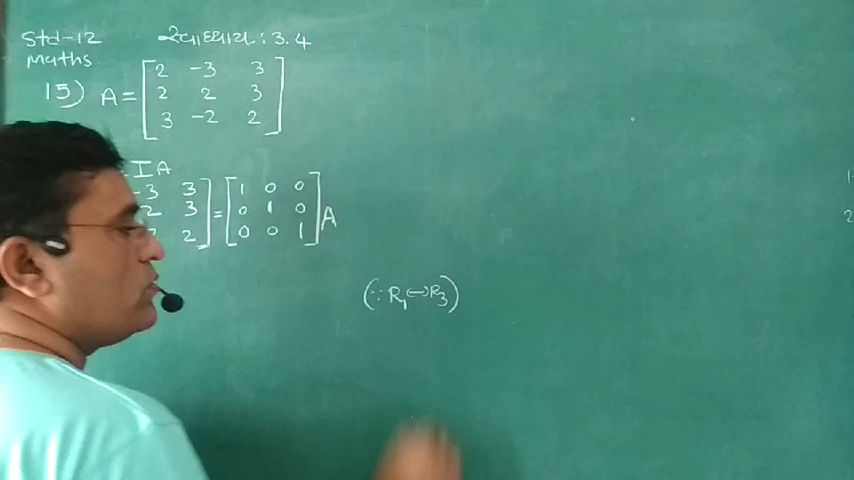 Std-12 સ્વાધ્યાય : 3.4
maths
15) A = [ 2 -3 3
2 2 3
3 -2 2 ]
= IA
-3 3 ] = [ 1 0 0
2 3 ] [ 0 1 0 ] A
2 ] [ 0 0 1 ]
(∵ R₁ ↔ R₃)